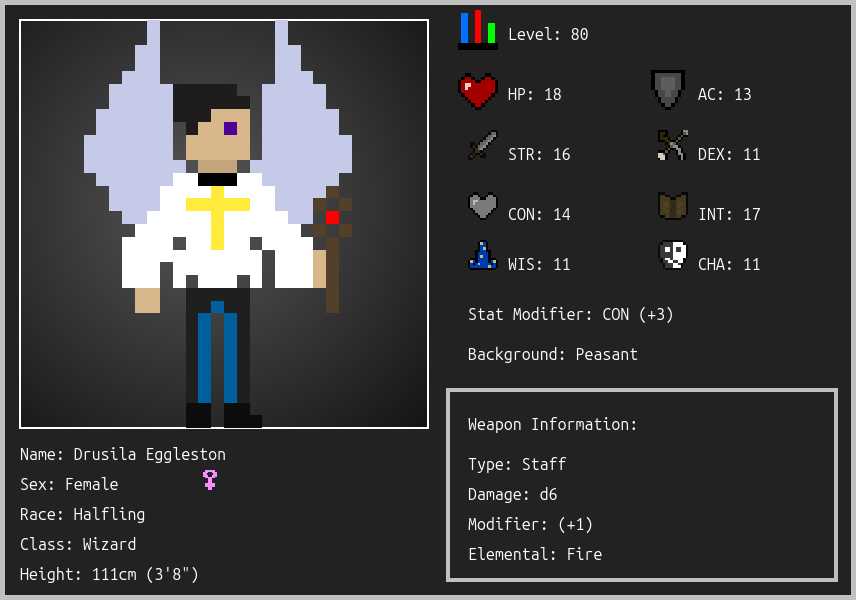 Level: 80
HP: 18
AC: 13
STR: 16
DEX: 11
CON: 14
INT: 17
WIS: 11
CHA: 11
Stat Modifier: CON (+3)
Background: Peasant
Weapon Information:
Type: Staff
Damage: d6
Modifier: (+1)
Elemental: Fire
Name: Drusila Eggleston
Sex: Female
Race: Halfling
Class: Wizard
Height: 111cm (3'8")